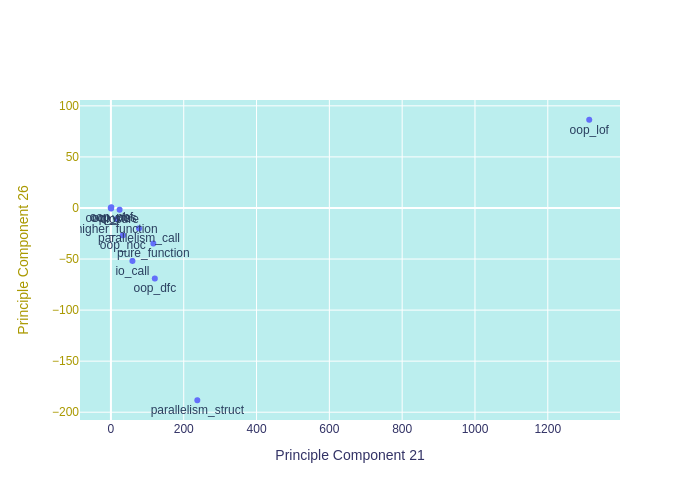 100
50
0
−50
−100
−150
−200
Principle Component 26
oop_lof
higher_function
parallelism_call
oop_noc
pure_function
io_call
oop_dfc
parallelism_struct
0
200
400
600
800
1000
1200
Principle Component 21